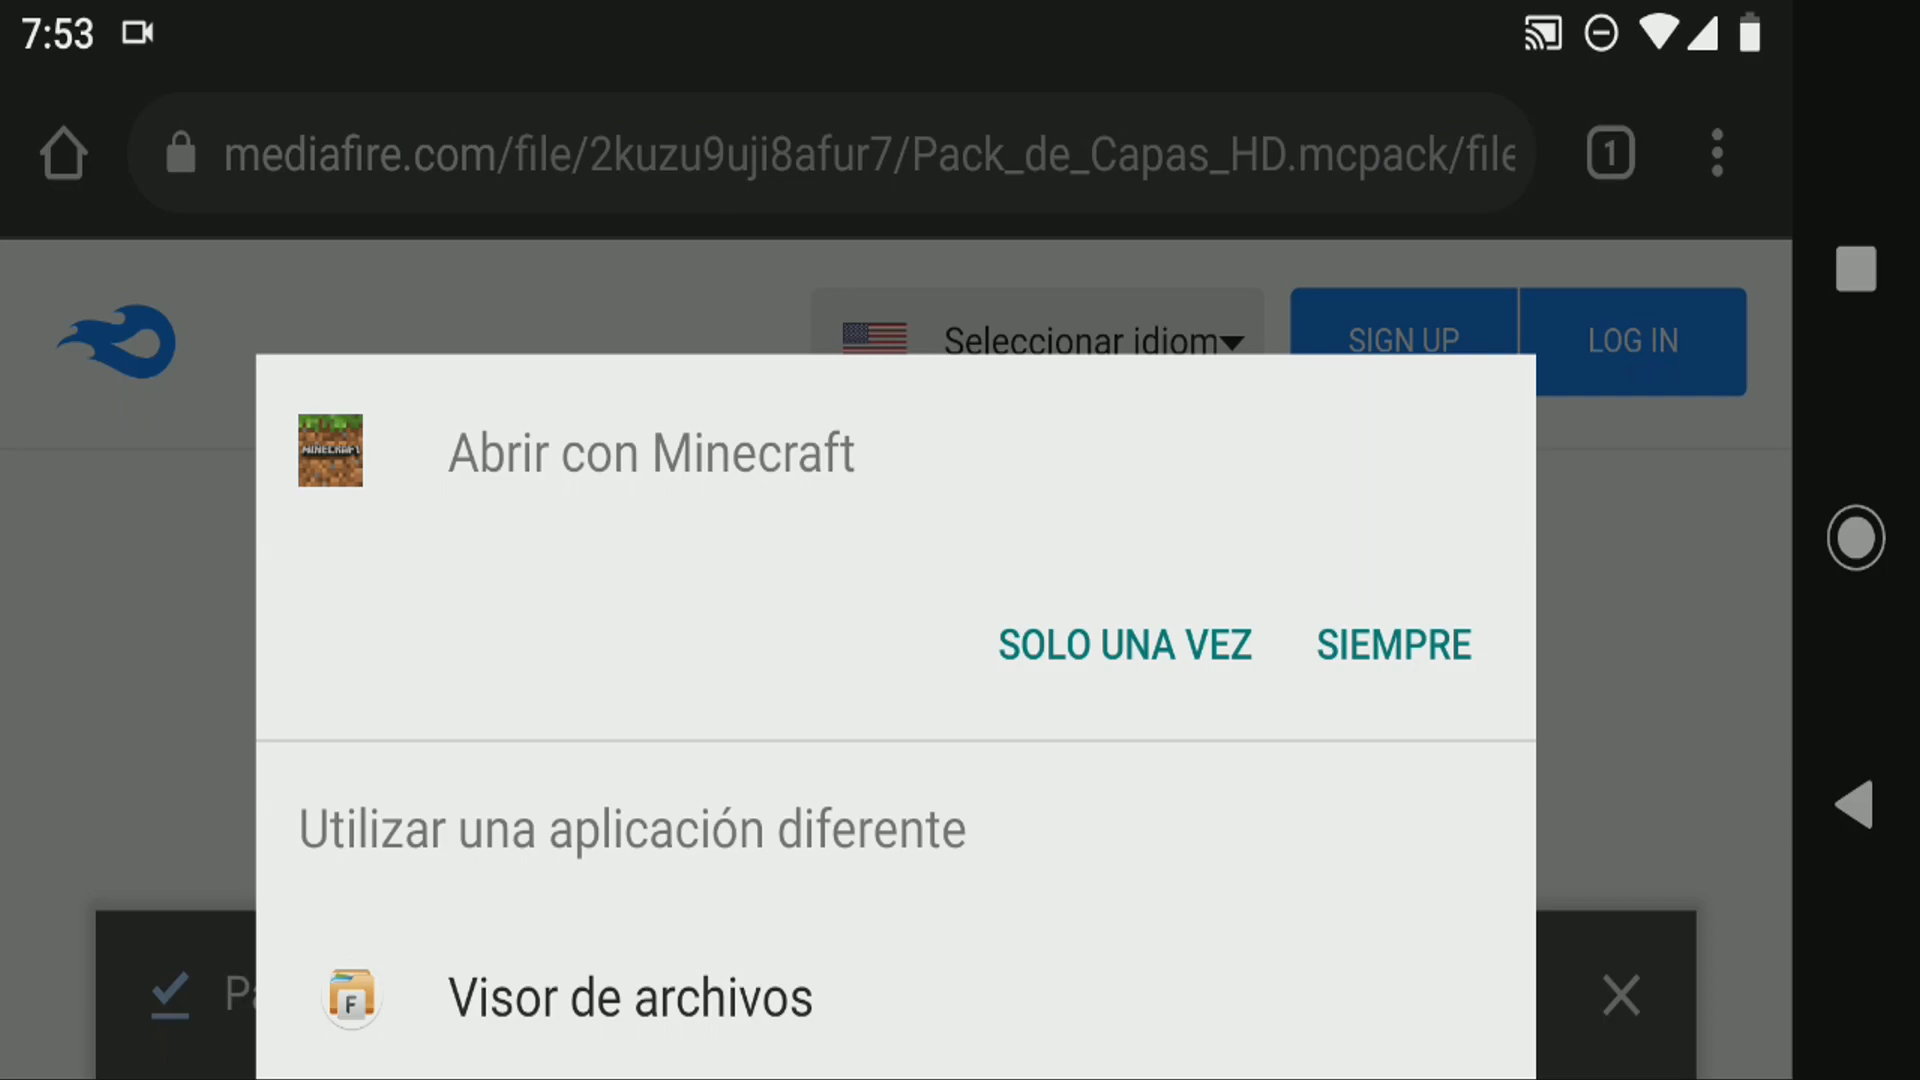 7:53
mediafire.com/file/2kuzu9uji8afur7/Pack_de_Capas_HD.mcpack/file
1
Seleccionar idiom
SIGN UP
LOG IN
MINECRAFT
Abrir con Minecraft
SOLO UNA VEZ
SIEMPRE
Utilizar una aplicación diferente
F
Visor de archivos